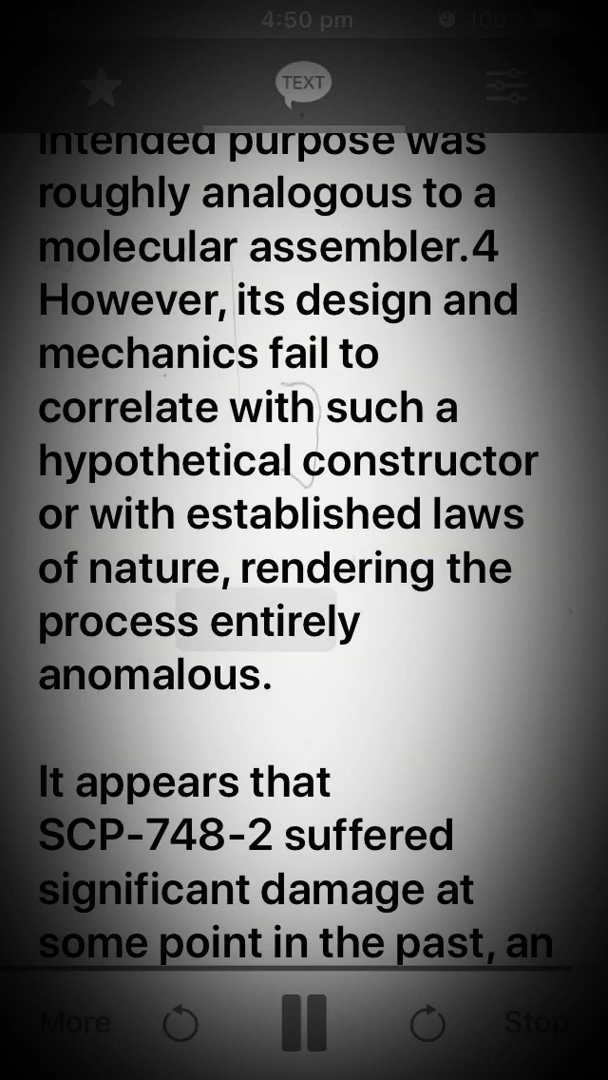 4:50 pm
100
TEXT
intended purpose was
roughly analogous to a
molecular assembler.4
However, its design and
mechanics fail to
correlate with such a
hypothetical constructor
or with established laws
of nature, rendering the
process entirely
anomalous.
It appears that
SCP-748-2 suffered
significant damage at
some point in the past, an
More
Stop